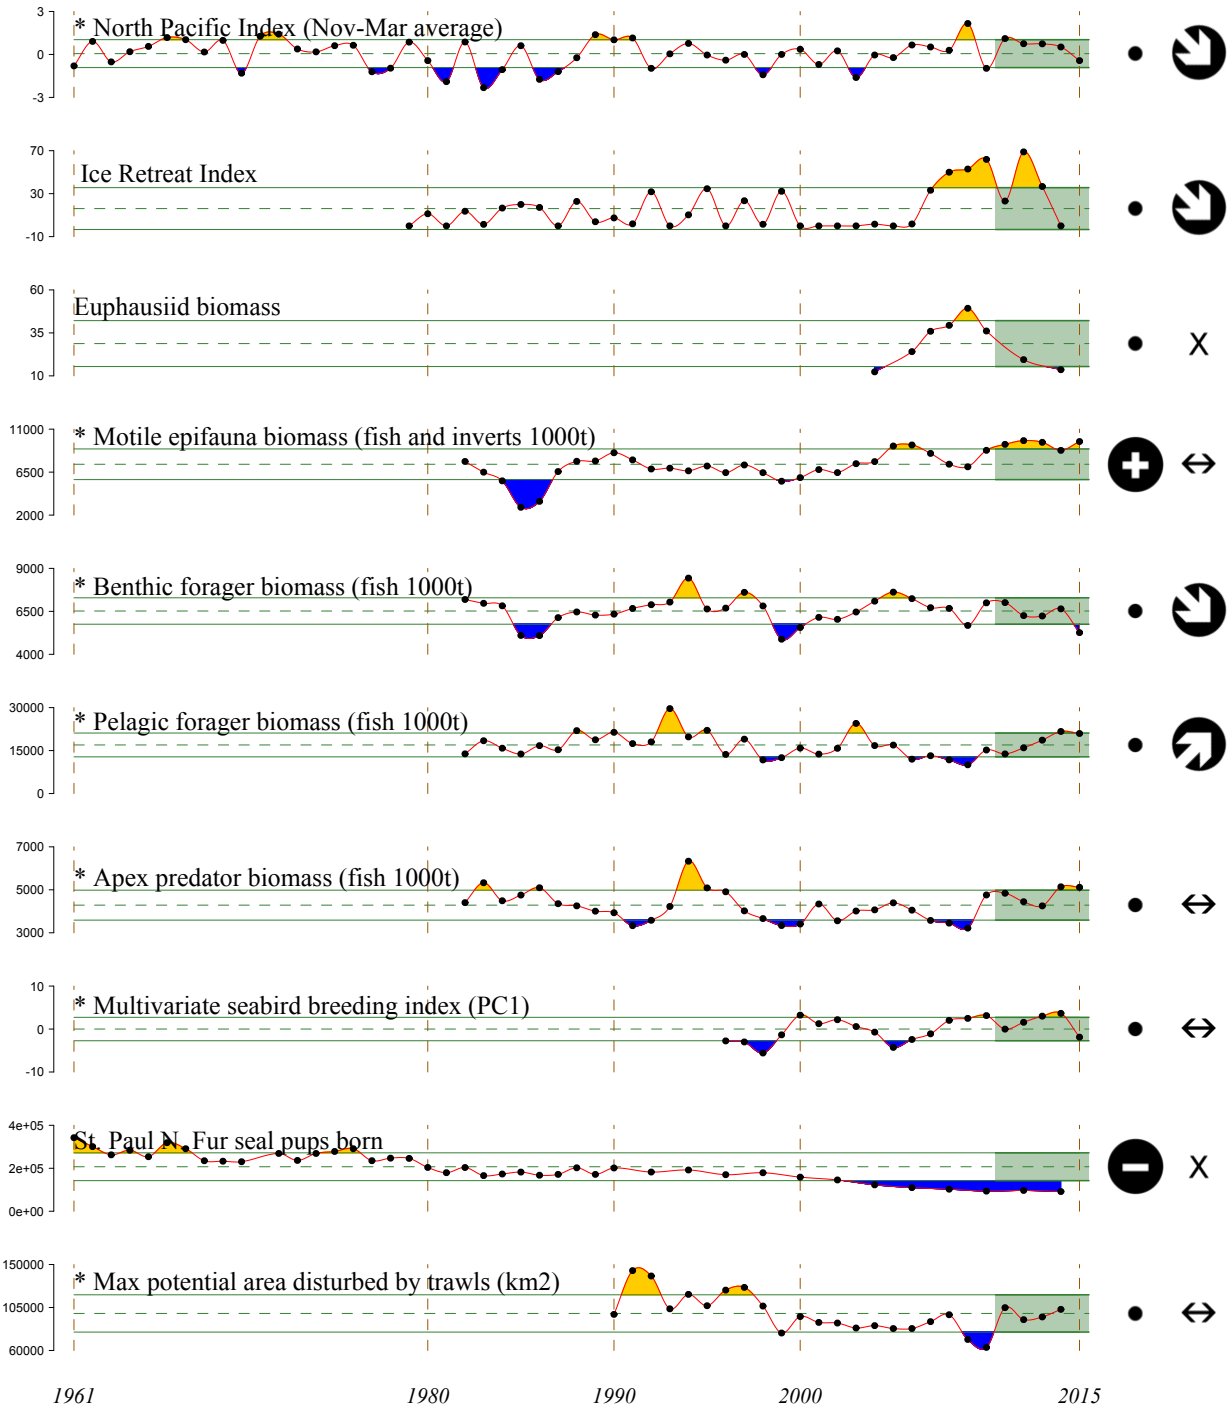 * North Pacific Index (Nov-Mar average)
3
0
-3
Ice Retreat Index
70
30
-10
Euphausiid biomass
60
35
10
X
* Motile epifauna biomass (fish and inverts 1000t)
11000
6500
2000
* Benthic forager biomass (fish 1000t)
9000
6500
4000
* Pelagic forager biomass (fish 1000t)
30000
15000
0
* Apex predator biomass (fish 1000t)
7000
5000
3000
* Multivariate seabird breeding index (PC1)
10
0
-10
St. Paul N. Fur seal pups born
4e+05
2e+05
0e+00
X
* Max potential area disturbed by trawls (km2)
150000
105000
60000
1961 1980 1990 2000 2015